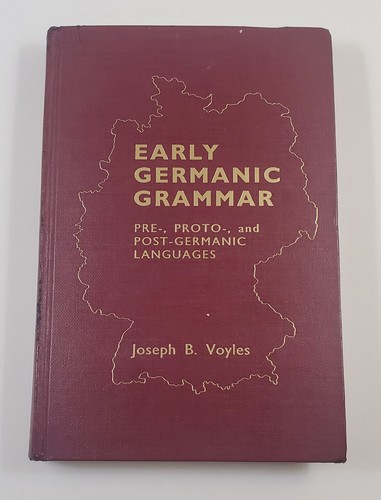 EARLY
GERMANIC
GRAMMAR
PRE-, PROTO-, and
POST-GERMANIC
LANGUAGES
Joseph B. Voyles